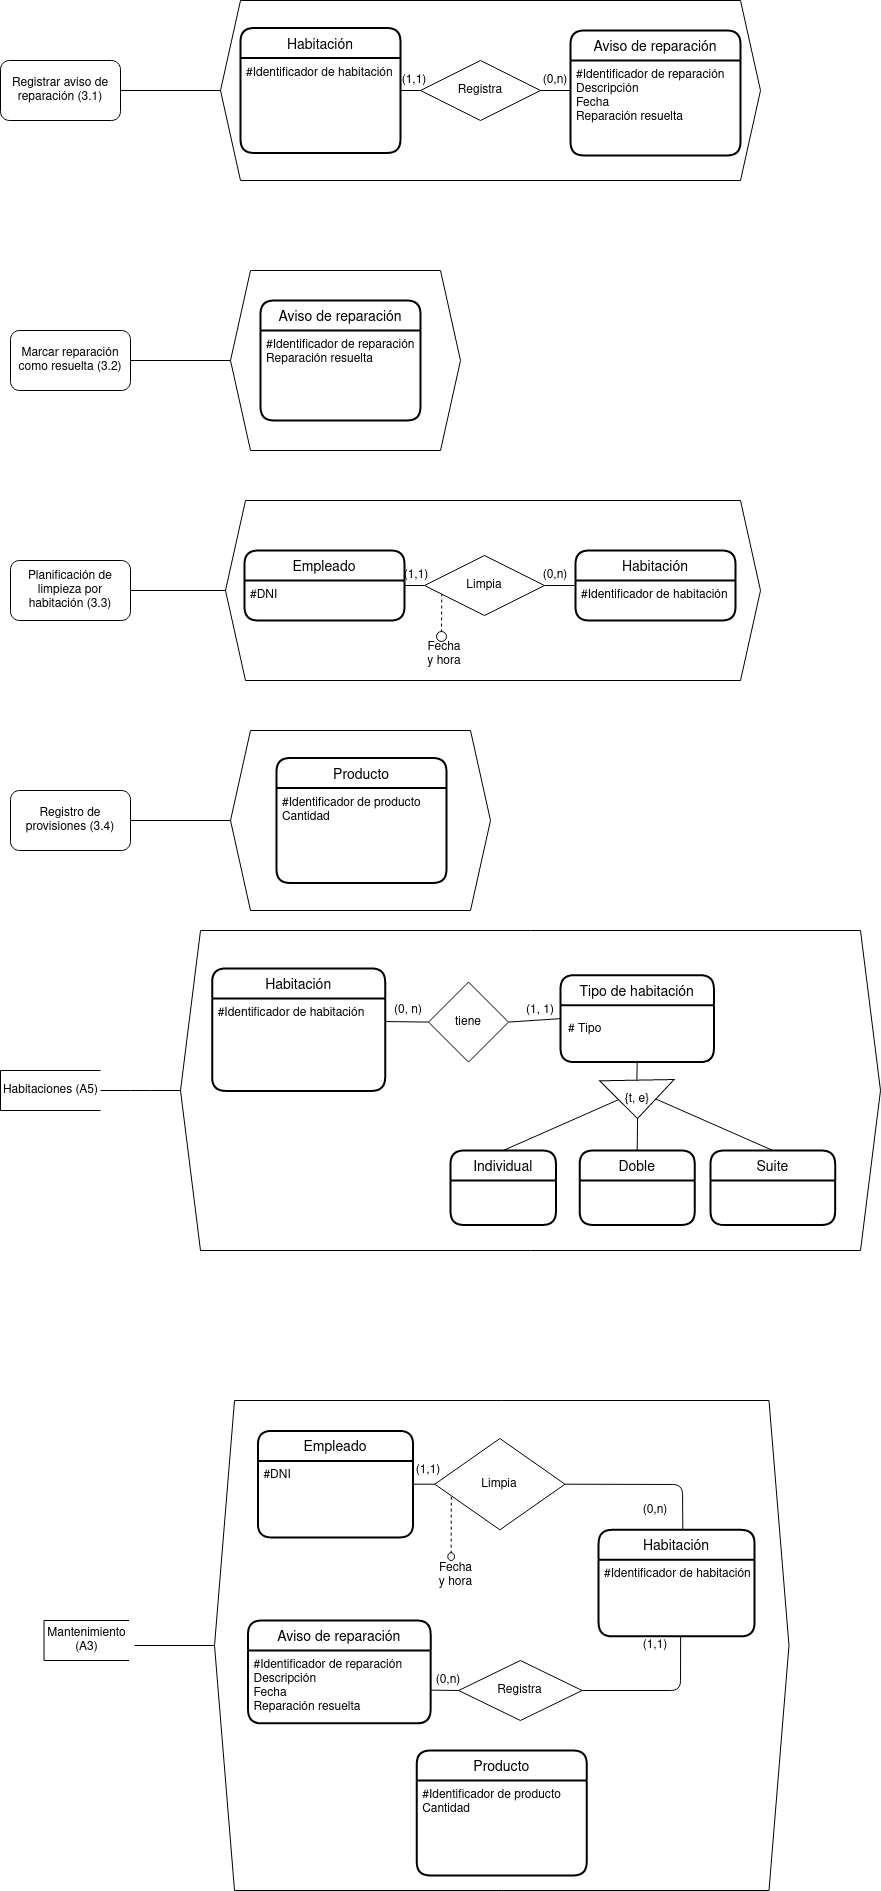 Registrar aviso de
reparación (3.1)
Habitación
#Identificador de habitación
(1,1)
Registra
(0,n)
Aviso de reparación
#Identificador de reparación
Descripción
Fecha
Reparación resuelta
Marcar reparación
como resuelta (3.2)
Aviso de reparación
#Identificador de reparación
Reparación resuelta
Planificación de
limpieza por
habitación (3.3)
Empleado
#DNI
(1,1)
Limpia
(0,n)
Fecha
y hora
Habitación
#Identificador de habitación
Registro de
provisiones (3.4)
Producto
#Identificador de producto
Cantidad
Habitaciones (A5)
Habitación
#Identificador de habitación
(0, n)
tiene
(1, 1)
Tipo de habitación
# Tipo
{t, e}
Individual
Doble
Suite
Mantenimiento
(A3)
Empleado
#DNI
(1,1)
Limpia
(0,n)
Fecha
y hora
Habitación
#Identificador de habitación
(1,1)
Aviso de reparación
#Identificador de reparación
Descripción
Fecha
Reparación resuelta
(0,n)
Registra
Producto
#Identificador de producto
Cantidad